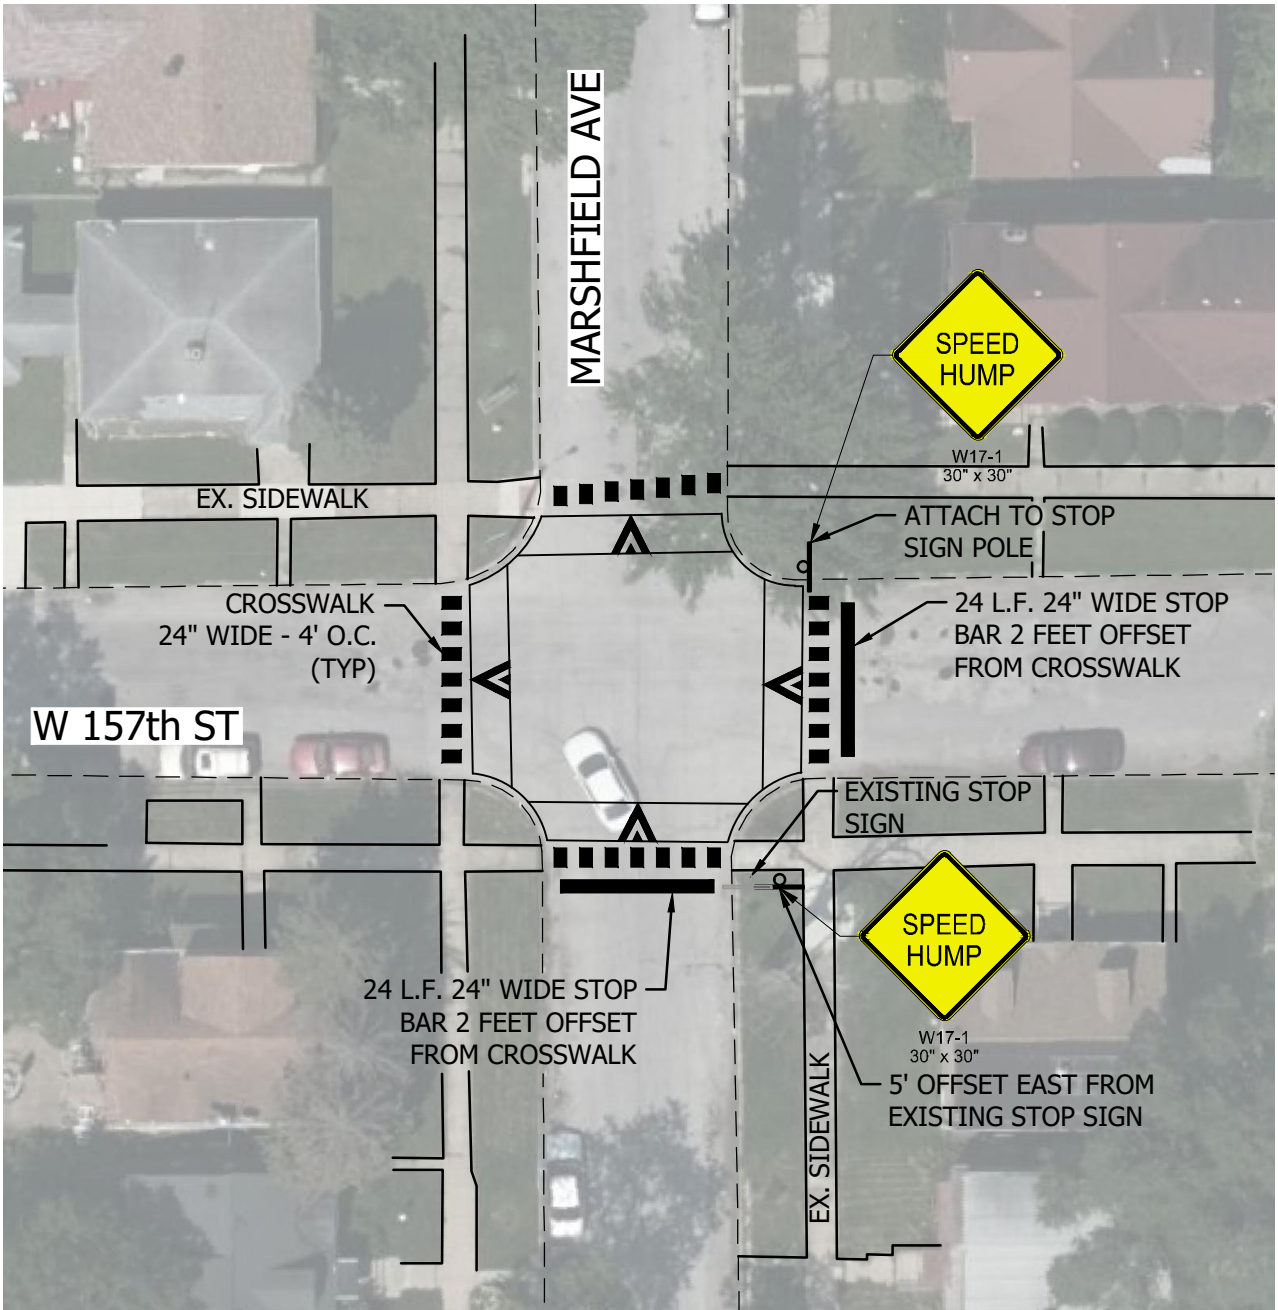 MARSHFIELD AVE
SPEED
HUMP
W17-1
30" x 30"
EX. SIDEWALK
ATTACH TO STOP
SIGN POLE
CROSSWALK
24" WIDE - 4' O.C.
(TYP)
24 L.F. 24" WIDE STOP
BAR 2 FEET OFFSET
FROM CROSSWALK
W 157th ST
EXISTING STOP
SIGN
SPEED
HUMP
W17-1
30" x 30"
24 L.F. 24" WIDE STOP
BAR 2 FEET OFFSET
FROM CROSSWALK
5' OFFSET EAST FROM
EXISTING STOP SIGN
EX. SIDEWALK